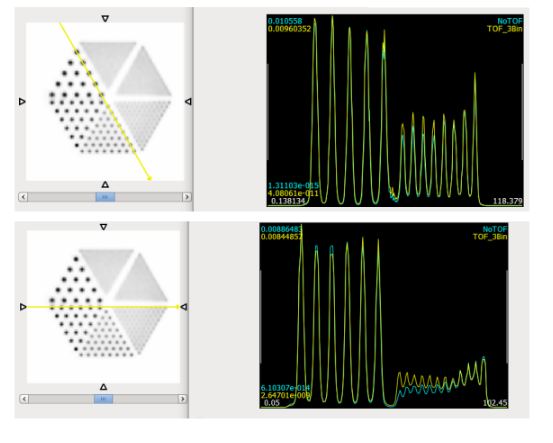 0.010558 NoTOF
0.00960352 TOF_3Bin
1.31103e-015
4.08061e-011
0.138134 118.379
0.00886483 NoTOF
0.00844852 TOF_3Bin
6.10307e-014
2.64701e-009
0.05 102.45